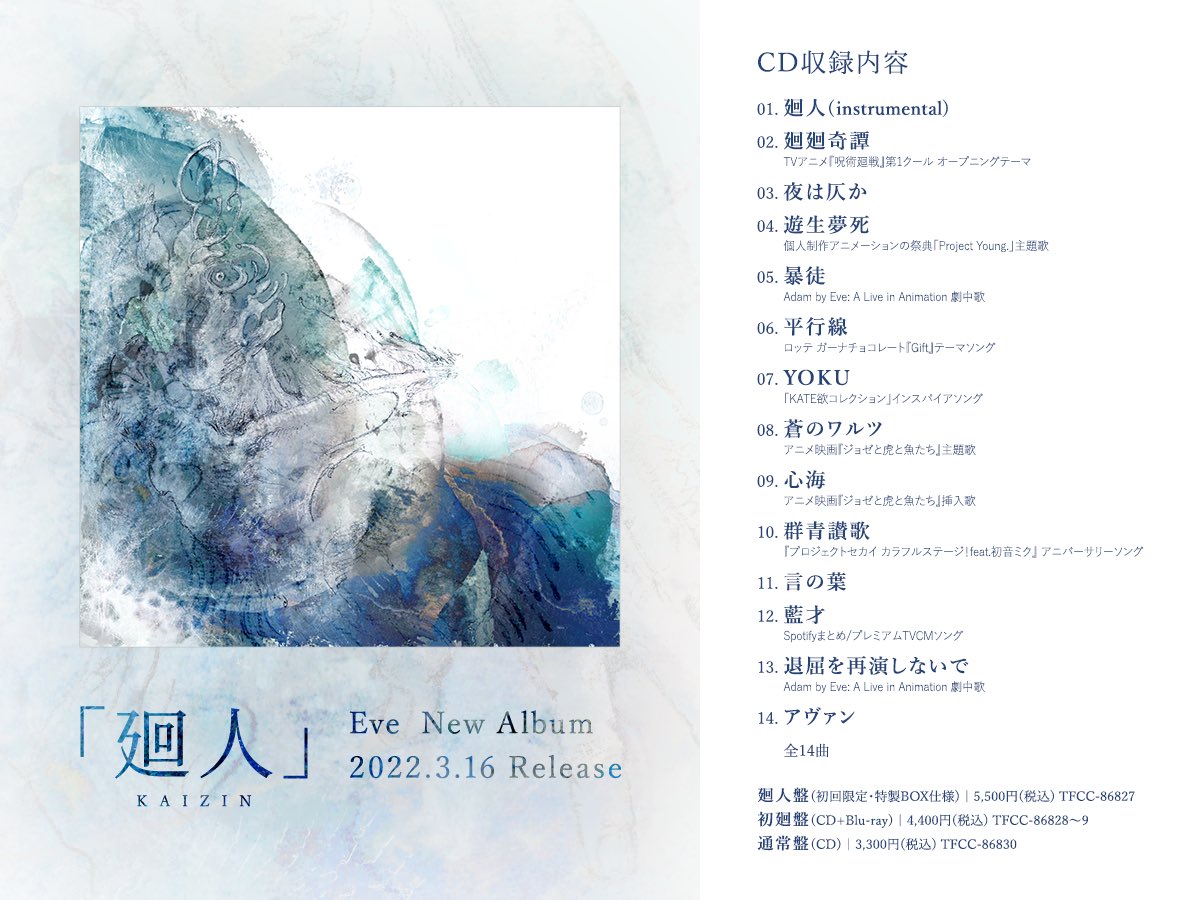 「廻人」
KAIZIN
Eve New Album
2022.3.16 Release
CD収録内容
01. 廻人(instrumental)
02. 廻廻奇譚
TVアニメ『呪術廻戦』第1クール オープニングテーマ
03. 夜は仄か
04. 遊生夢死
個人制作アニメーションの祭典「Project Young.」主題歌
05. 暴徒
Adam by Eve: A Live in Animation 劇中歌
06. 平行線
ロッテ ガーナチョコレート『Gift』テーマソング
07. YOKU
「KATE欲コレクション」インスパイアソング
08. 蒼のワルツ
アニメ映画『ジョゼと虎と魚たち』主題歌
09. 心海
アニメ映画『ジョゼと虎と魚たち』挿入歌
10. 群青讃歌
『プロジェクトセカイ カラフルステージ!feat.初音ミク』 アニバーサリーソング
11. 言の葉
12. 藍才
Spotifyまとめ/プレミアムTVCMソング
13. 退屈を再演しないで
Adam by Eve: A Live in Animation 劇中歌
14. アヴァン
全14曲
廻人盤(初回限定・特製BOX仕様)|5,500円(税込) TFCC-86827
初廻盤(CD+Blu-ray)|4,400円(税込) TFCC-86828〜9
通常盤(CD)|3,300円(税込) TFCC-86830